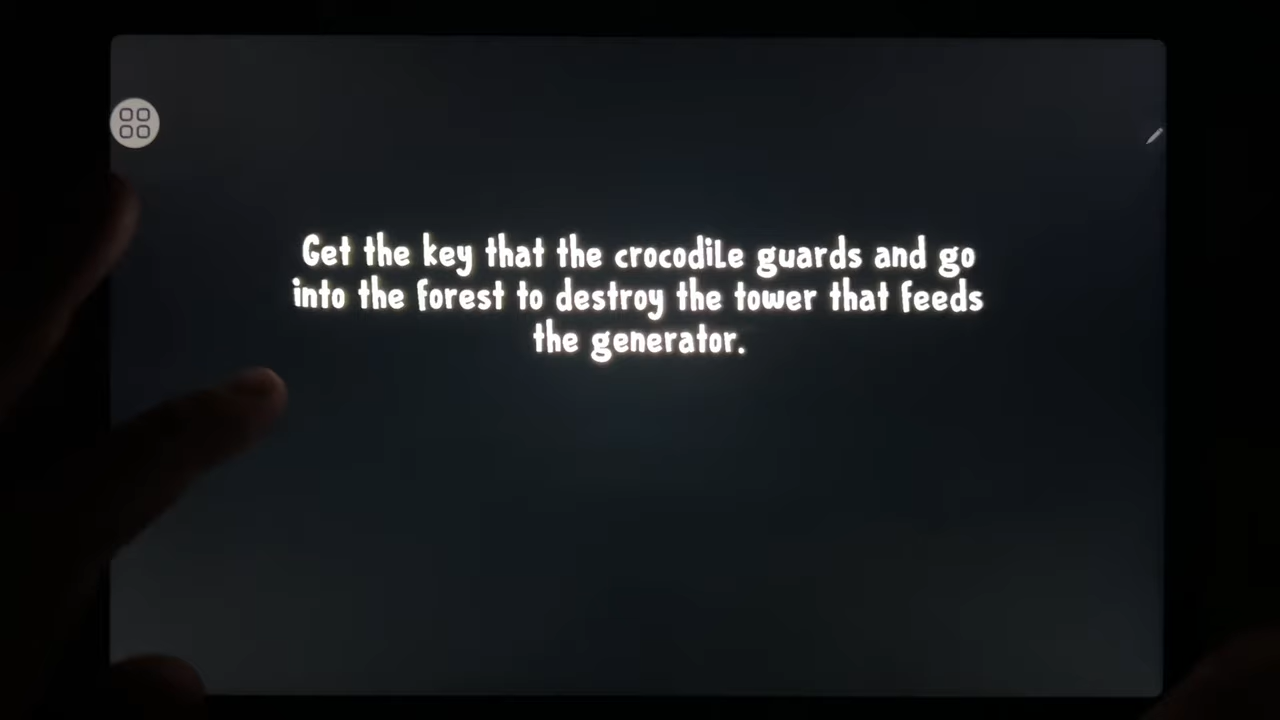 Get the key that the crocodile guards and go
into the forest to destroy the tower that feeds
the generator.